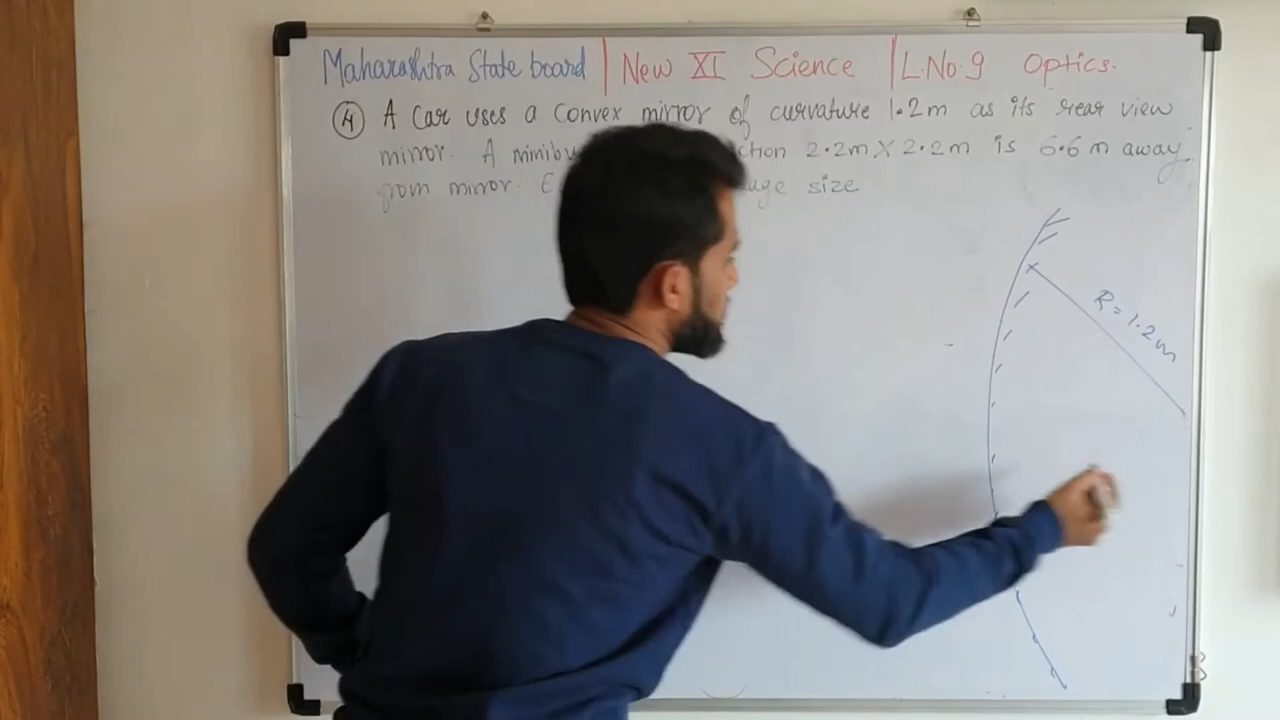 Maharashtra State board | New XI Science | L.No.9 Optics.
④ A Car uses a Convex mirror of curvature 1.2m as its rear view
mirror. A minibu ction 2.2m X 2.2m is 6.6 m away.
from mirror. size
R = 1.2m